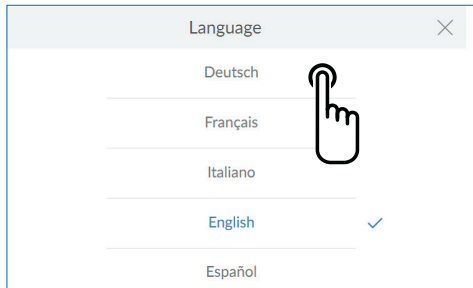 Language
Deutsch
Français
Italiano
English
Español